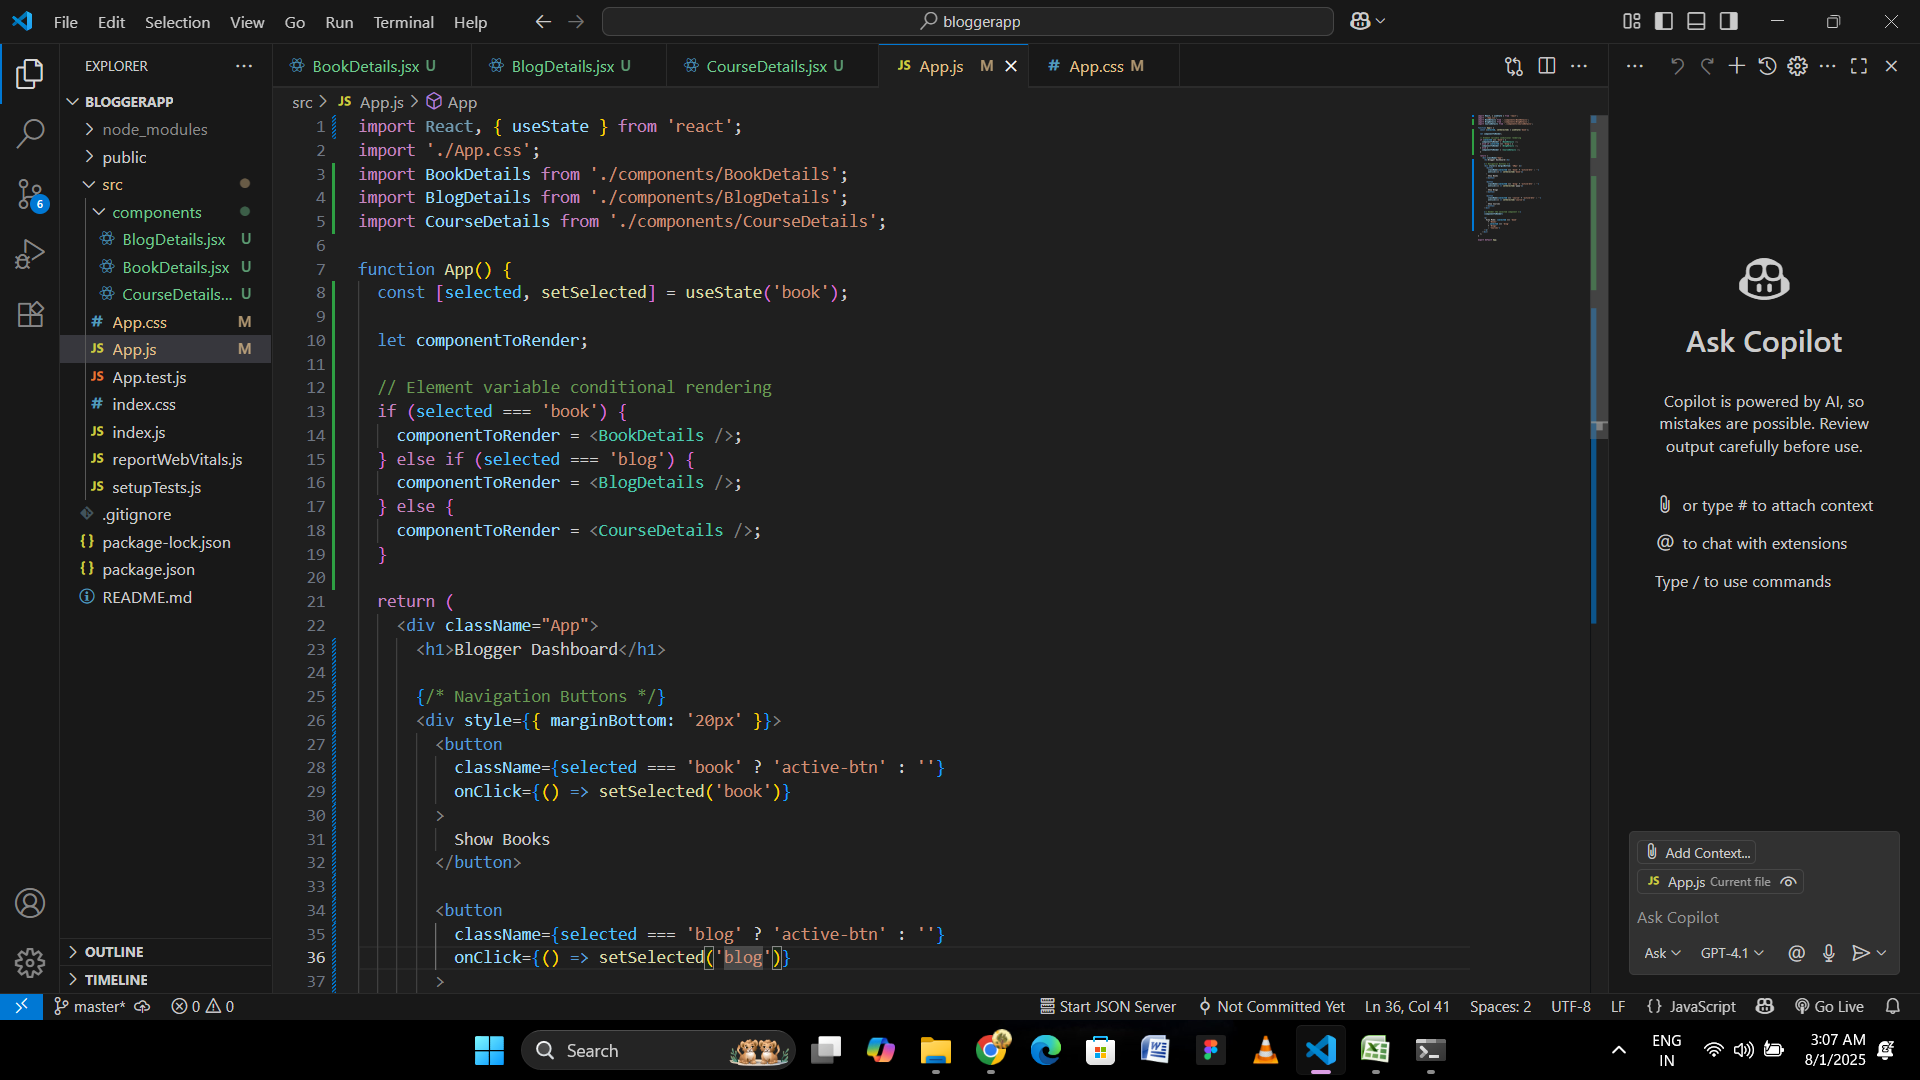 File Edit Selection View Go Run Terminal Help
bloggerapp
EXPLORER
BLOGGERAPP
node_modules
public
src
components
BlogDetails.jsx U
BookDetails.jsx U
CourseDetails... U
App.css M
App.js M
App.test.js
index.css
index.js
reportWebVitals.js
setupTests.js
.gitignore
package-lock.json
package.json
README.md
OUTLINE
TIMELINE
6
BookDetails.jsx U
BlogDetails.jsx U
CourseDetails.jsx U
JS App.js M
# App.css M
src > JS App.js > App
1 import React, { useState } from 'react';
2 import './App.css';
3 import BookDetails from './components/BookDetails';
4 import BlogDetails from './components/BlogDetails';
5 import CourseDetails from './components/CourseDetails';
6
7 function App() {
8 const [selected, setSelected] = useState('book');
9
10 let componentToRender;
11
12 // Element variable conditional rendering
13 if (selected === 'book') {
14 componentToRender = <BookDetails />;
15 } else if (selected === 'blog') {
16 componentToRender = <BlogDetails />;
17 } else {
18 componentToRender = <CourseDetails />;
19 }
20
21 return (
22 <div className="App">
23 <h1>Blogger Dashboard</h1>
24
25 {/* Navigation Buttons */}
26 <div style={{ marginBottom: '20px' }}>
27 <button
28 className={selected === 'book' ? 'active-btn' : ''}
29 onClick={() => setSelected('book')}
30 >
31 Show Books
32 </button>
33
34 <button
35 className={selected === 'blog' ? 'active-btn' : ''}
36 onClick={() => setSelected('blog')}
37 >
Ask Copilot
Copilot is powered by AI, so
mistakes are possible. Review
output carefully before use.
or type # to attach context
@ to chat with extensions
Type / to use commands
Add Context...
JS App.js Current file
Ask Copilot
Ask GPT-4.1
master* 0 0
Start JSON Server Not Committed Yet Ln 36, Col 41 Spaces: 2 UTF-8 LF {} JavaScript Go Live
Search
ENG
IN
3:07 AM
8/1/2025